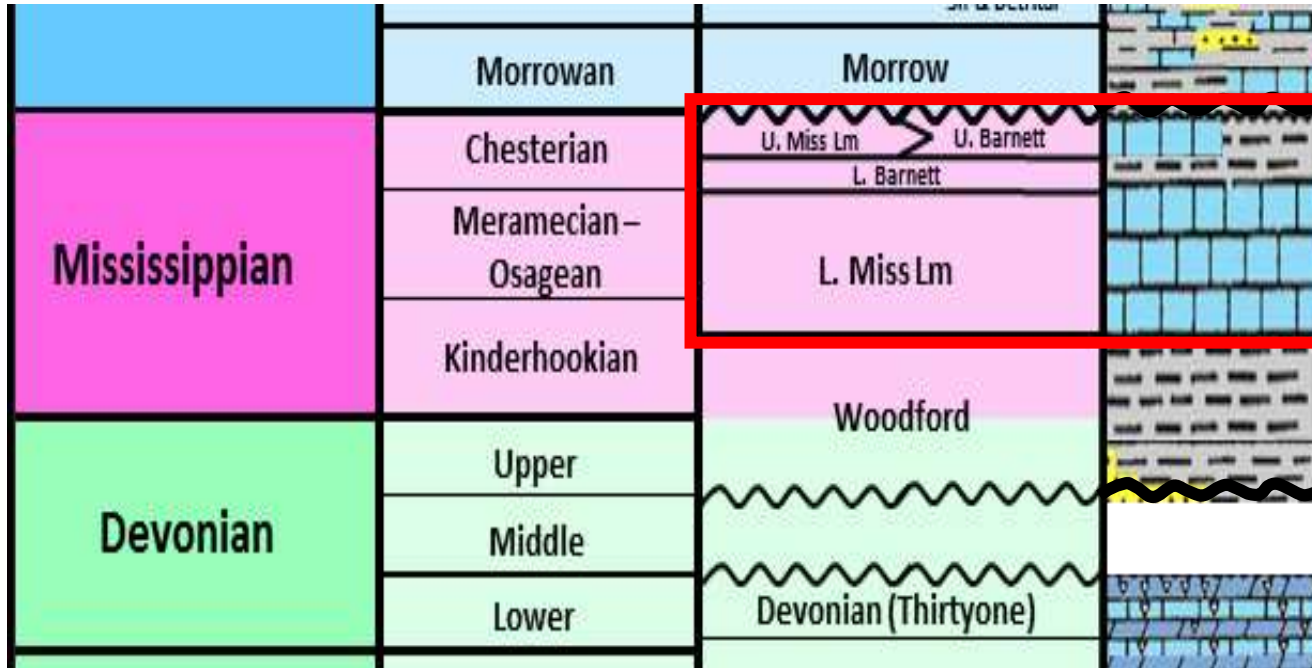 Morrowan
Morrow
Mississippian
Chesterian
U. Miss Lm
U. Barnett
L. Barnett
Meramecian –
Osagean
L. Miss Lm
Kinderhookian
Woodford
Devonian
Upper
Middle
Lower
Devonian (Thirtyone)